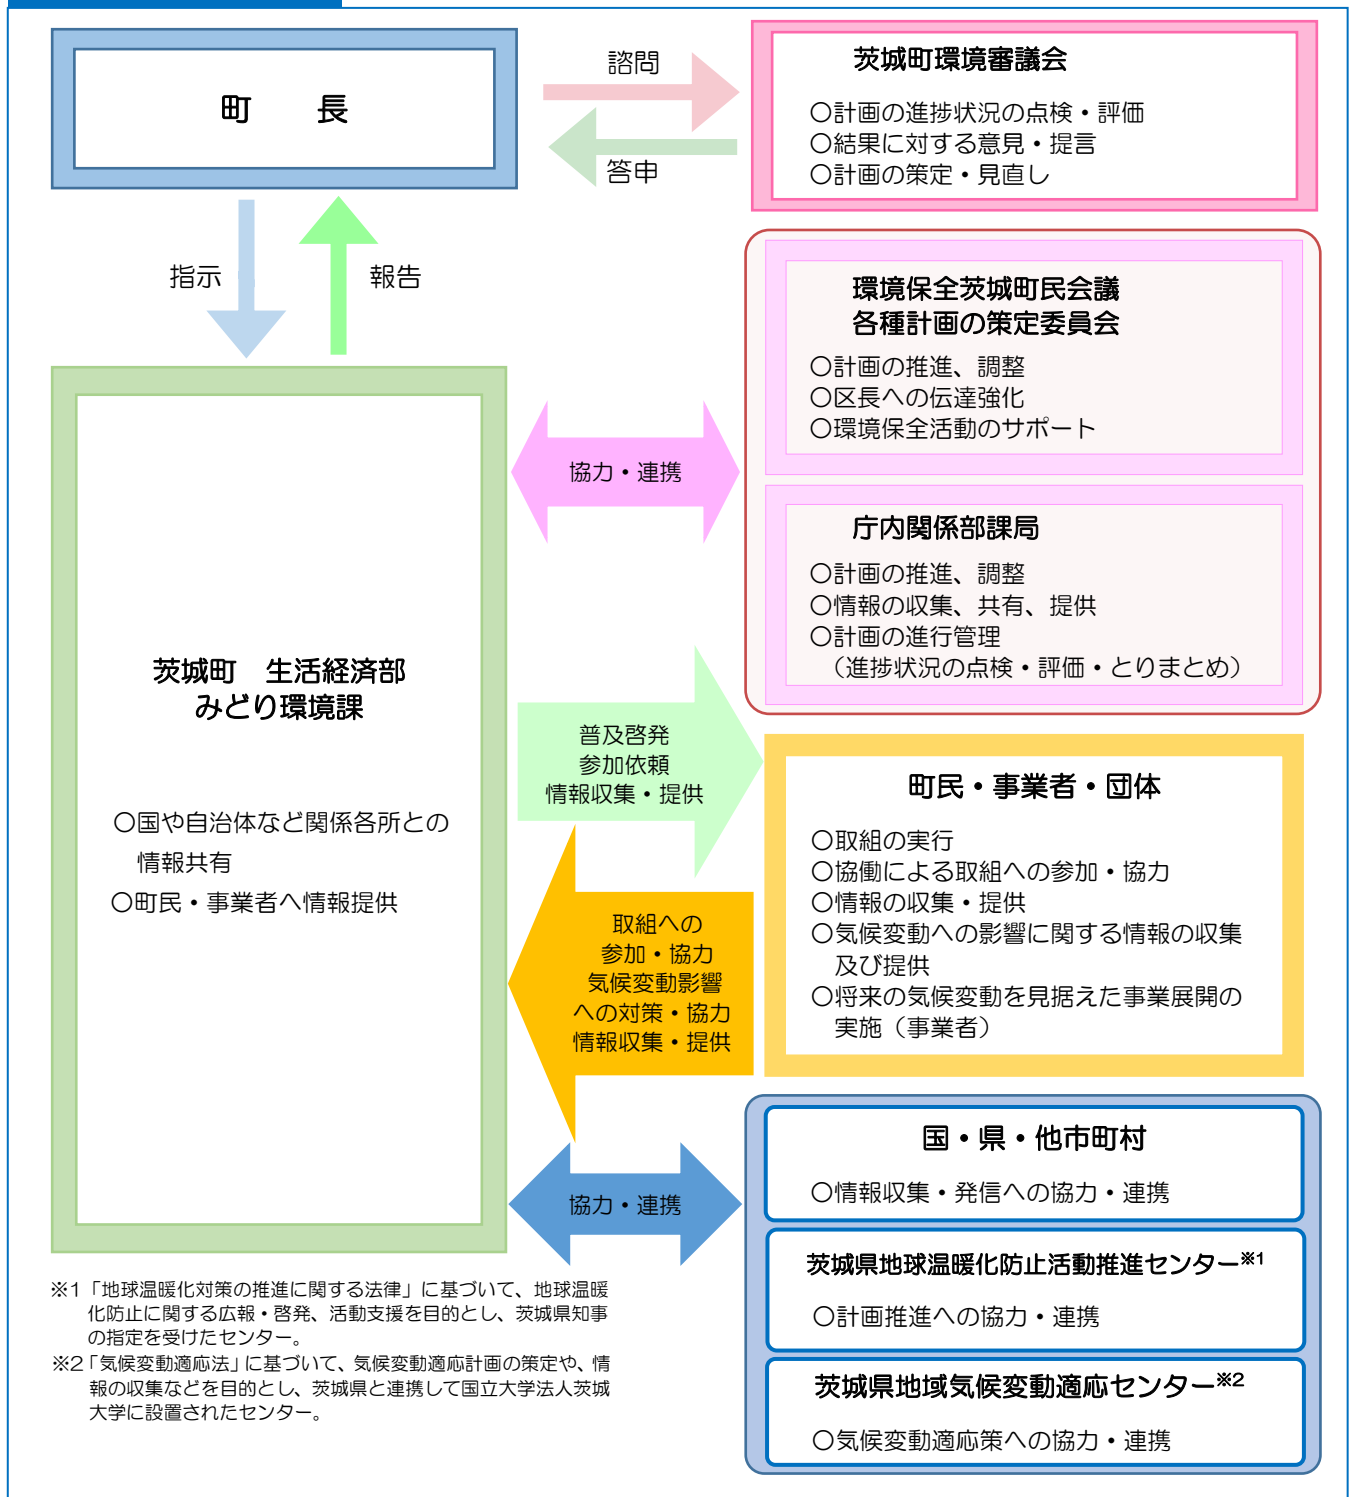 町　長
諮問
答申
茨城町環境審議会
○計画の進捗状況の点検・評価
○結果に対する意見・提言
○計画の策定・見直し
指示
報告
環境保全茨城町民会議
各種計画の策定委員会
○計画の推進、調整
○区長への伝達強化
○環境保全活動のサポート
協力・連携
庁内関係部課局
○計画の推進、調整
○情報の収集、共有、提供
○計画の進行管理
（進捗状況の点検・評価・とりまとめ）
茨城町　生活経済部
みどり環境課
○国や自治体など関係各所との
情報共有
○町民・事業者へ情報提供
普及啓発
参加依頼
情報収集・提供
取組への
参加・協力
気候変動影響
への対策・協力
情報収集・提供
町民・事業者・団体
○取組の実行
○協働による取組への参加・協力
○情報の収集・提供
○気候変動への影響に関する情報の収集
及び提供
○将来の気候変動を見据えた事業展開の
実施（事業者）
協力・連携
国・県・他市町村
○情報収集・発信への協力・連携
茨城県地球温暖化防止活動推進センター※1
○計画推進への協力・連携
茨城県地域気候変動適応センター※2
○気候変動適応策への協力・連携
※1「地球温暖化対策の推進に関する法律」に基づいて、地球温暖
化防止に関する広報・啓発、活動支援を目的とし、茨城県知事
の指定を受けたセンター。
※2「気候変動適応法」に基づいて、気候変動適応計画の策定や、情
報の収集などを目的とし、茨城県と連携して国立大学法人茨城
大学に設置されたセンター。